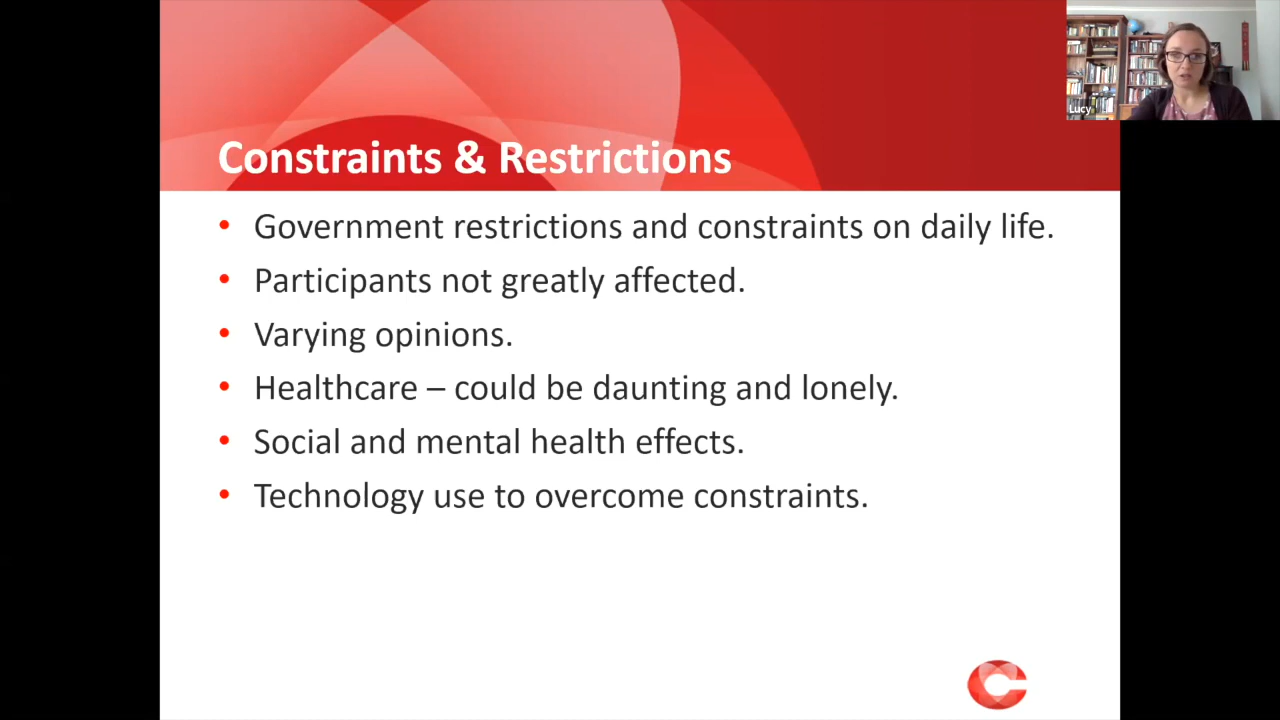 Lucy
Constraints & Restrictions
• Government restrictions and constraints on daily life.
• Participants not greatly affected.
• Varying opinions.
• Healthcare – could be daunting and lonely.
• Social and mental health effects.
• Technology use to overcome constraints.